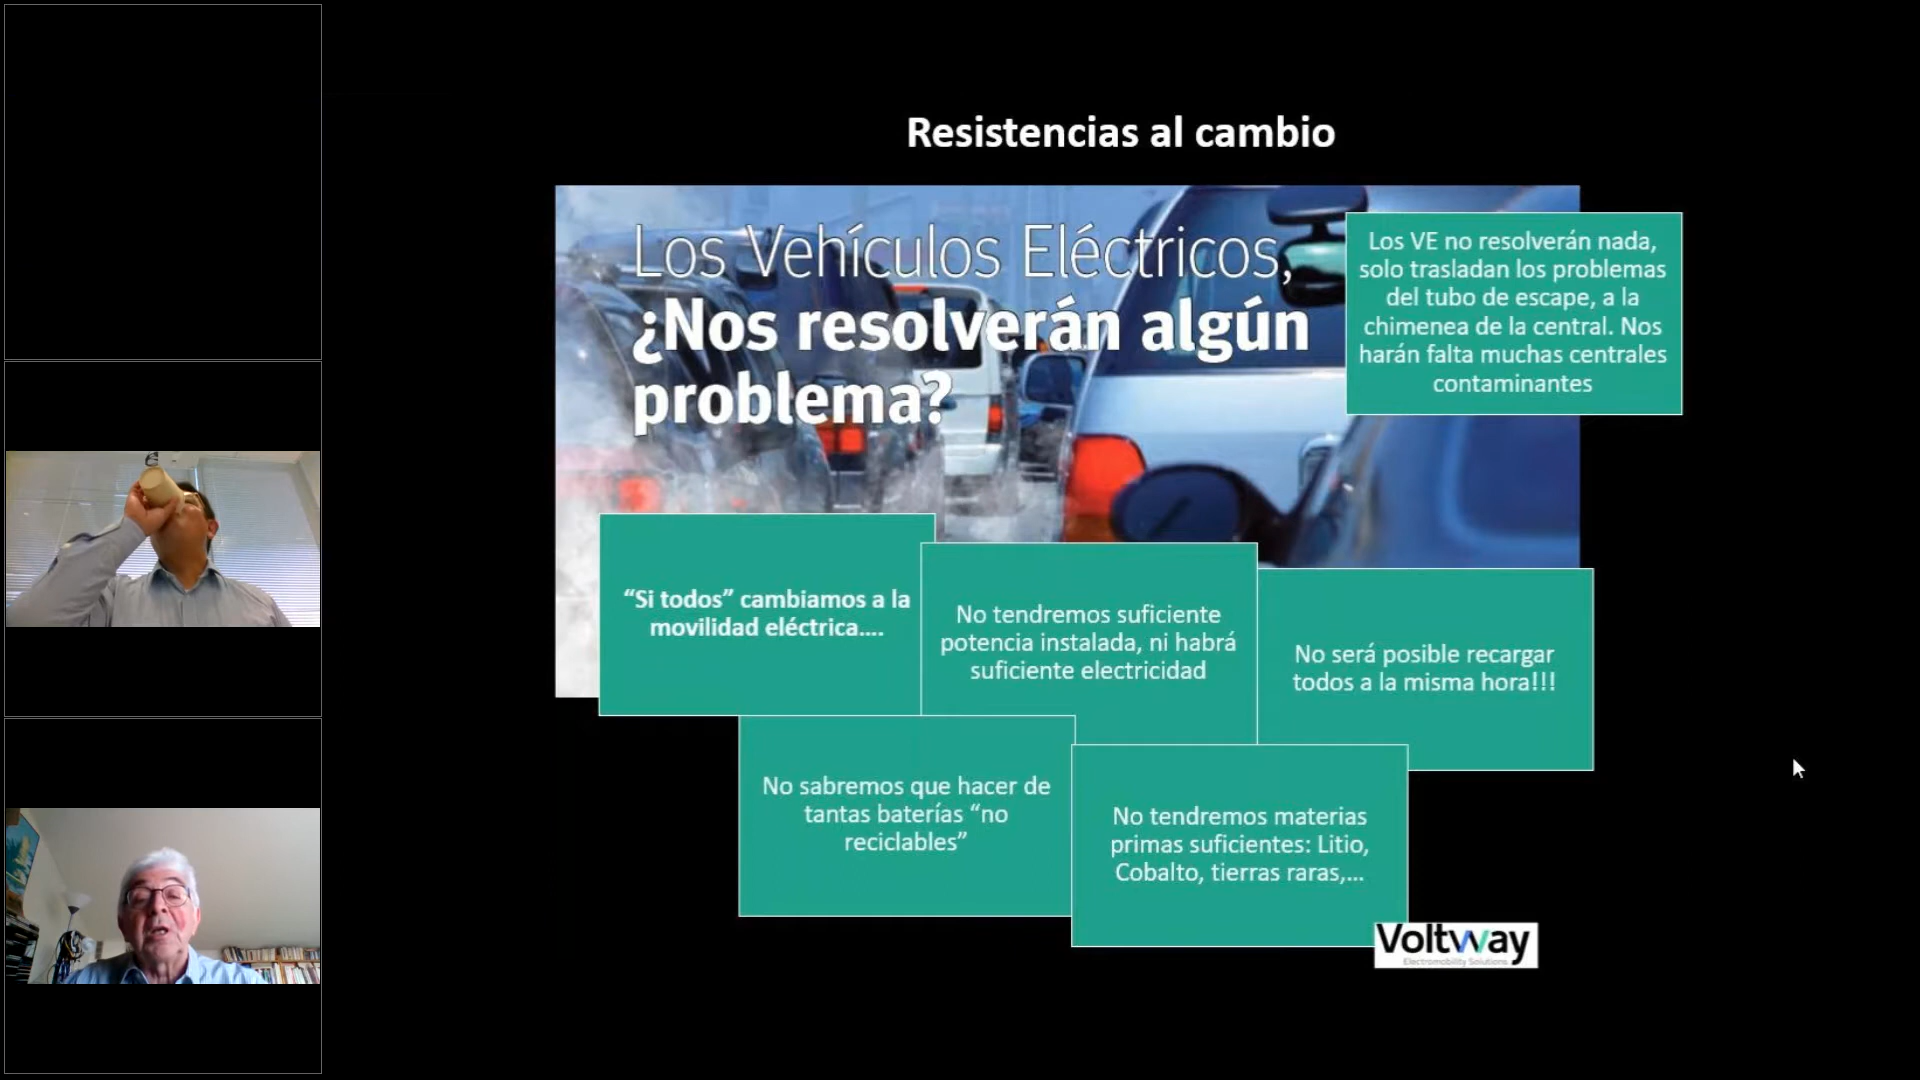 Resistencias al cambio
Los Vehículos Eléctricos,
¿Nos resolverán algún
problema?
Los VE no resolverán nada,
solo trasladan los problemas
del tubo de escape, a la
chimenea de la central. Nos
harán falta muchas centrales
contaminantes
“Si todos” cambiamos a la
movilidad eléctrica....
No tendremos suficiente
potencia instalada, ni habrá
suficiente electricidad
No será posible recargar
todos a la misma hora!!!
No sabremos que hacer de
tantas baterías “no
reciclables”
No tendremos materias
primas suficientes: Litio,
Cobalto, tierras raras,...
Voltway
Electromobility Solutions